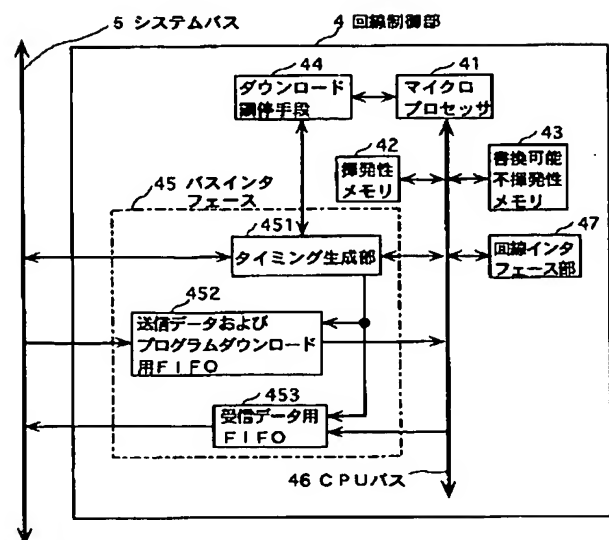 5 システムバス
4 回線制御部
44
ダウンロード
調停手段
41
マイクロ
プロセッサ
42
揮発性
メモリ
43
書換可能
不揮発性
メモリ
45 バスインタ
フェース
451
タイミング生成部
47
回線インタ
フェース部
452
送信データおよび
プログラムダウンロード
用FIFO
453
受信データ用
FIFO
46 CPUバス